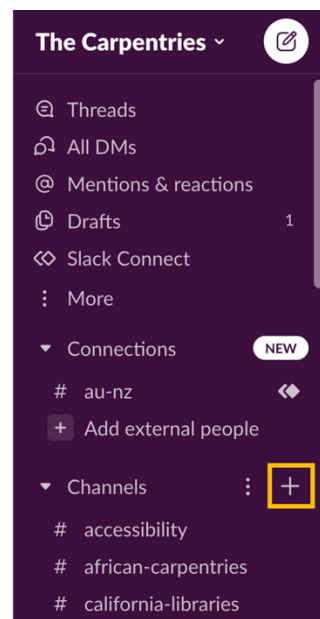 The Carpentries
Threads
All DMs
@ Mentions & reactions
Drafts 1
Slack Connect
More
Connections NEW
# au-nz
+ Add external people
Channels +
# accessibility
# african-carpentries
# california-libraries